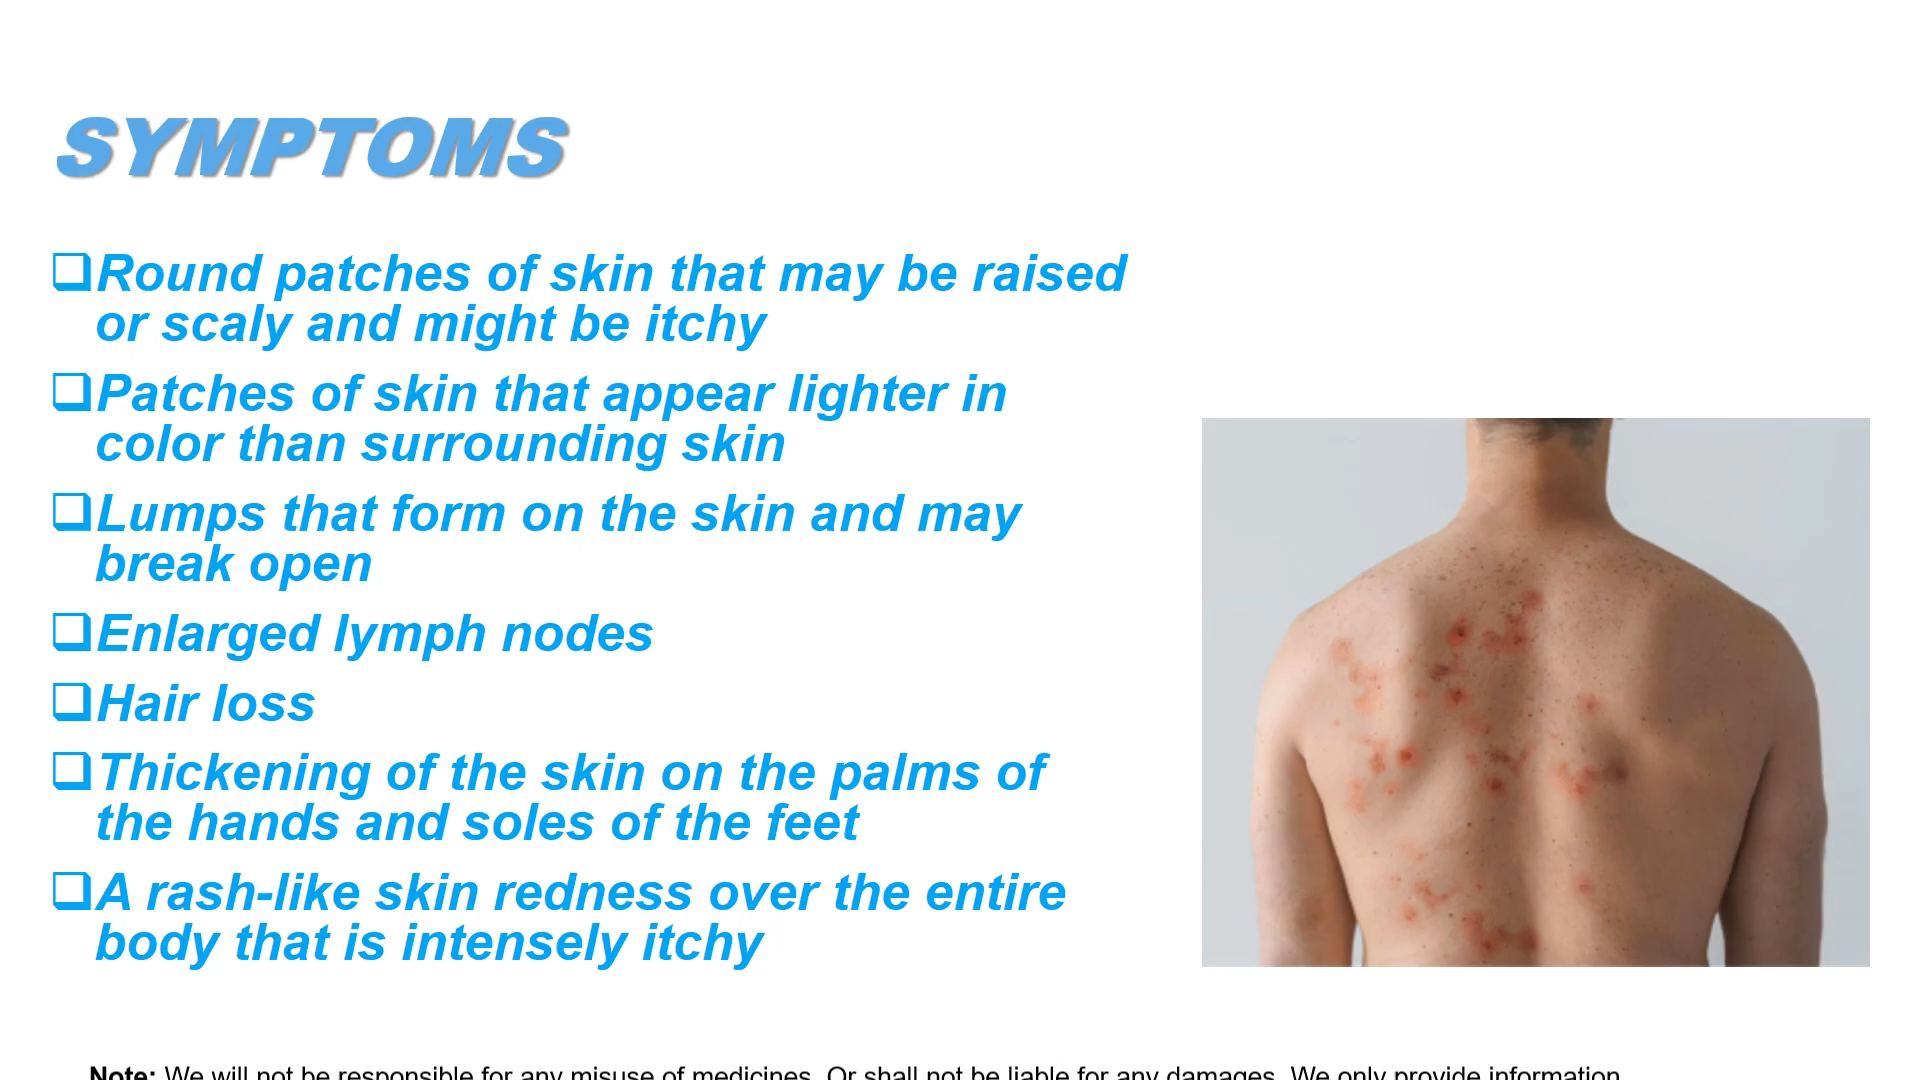 SYMPTOMS
Round patches of skin that may be raised
or scaly and might be itchy
Patches of skin that appear lighter in
color than surrounding skin
Lumps that form on the skin and may
break open
Enlarged lymph nodes
Hair loss
Thickening of the skin on the palms of
the hands and soles of the feet
A rash-like skin redness over the entire
body that is intensely itchy
Note: We will not be responsible for any misuse of medicines. Or shall not be liable for any damages. We only provide information